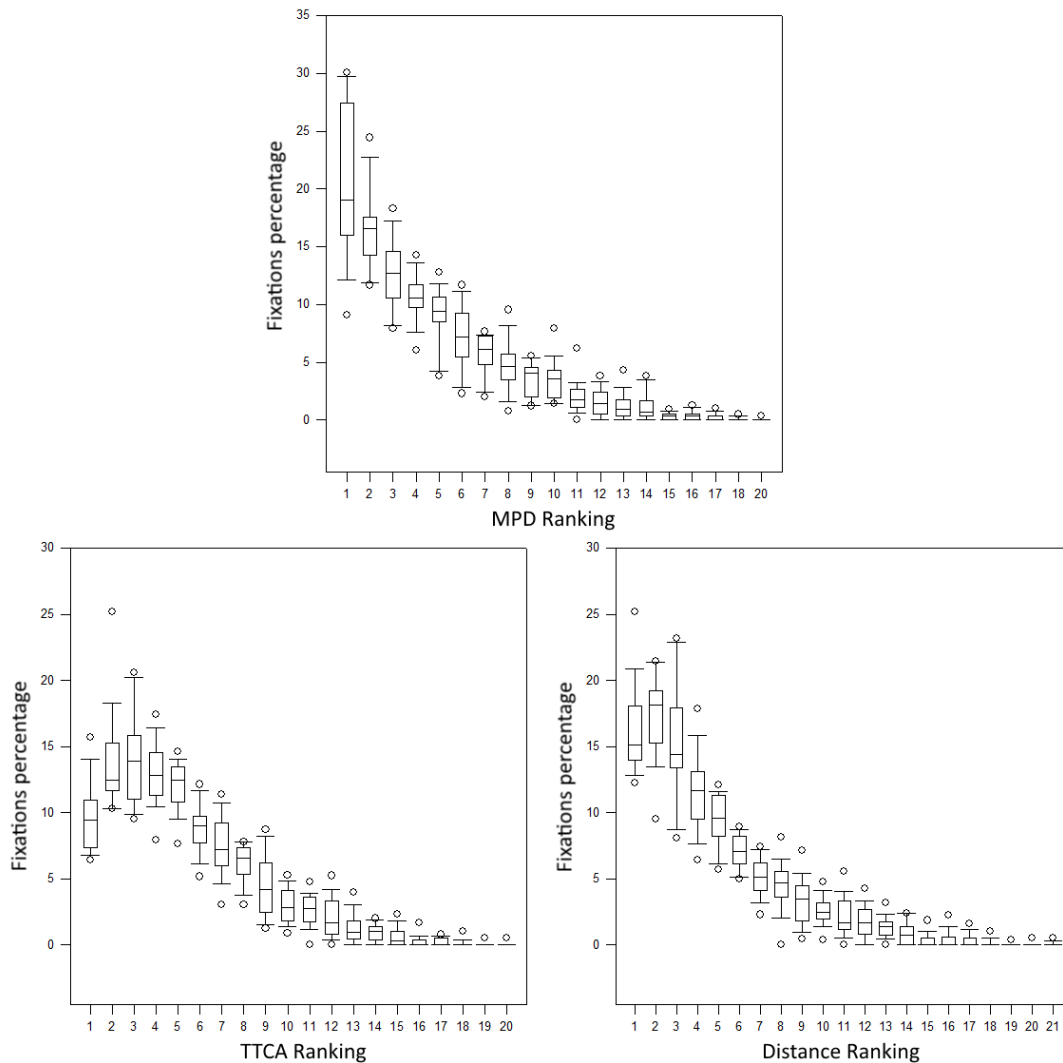 35
30
25
20
15
10
5
0
Fixations percentage
1 2 3 4 5 6 7 8 9 10 11 12 13 14 15 16 17 18 20
MPD Ranking
30
25
20
15
10
5
0
Fixations percentage
1 2 3 4 5 6 7 8 9 10 11 12 13 14 15 16 17 18 19 20
TTCA Ranking
30
25
20
15
10
5
0
Fixations percentage
1 2 3 4 5 6 7 8 9 10 11 12 13 14 15 16 17 18 19 20 21
Distance Ranking